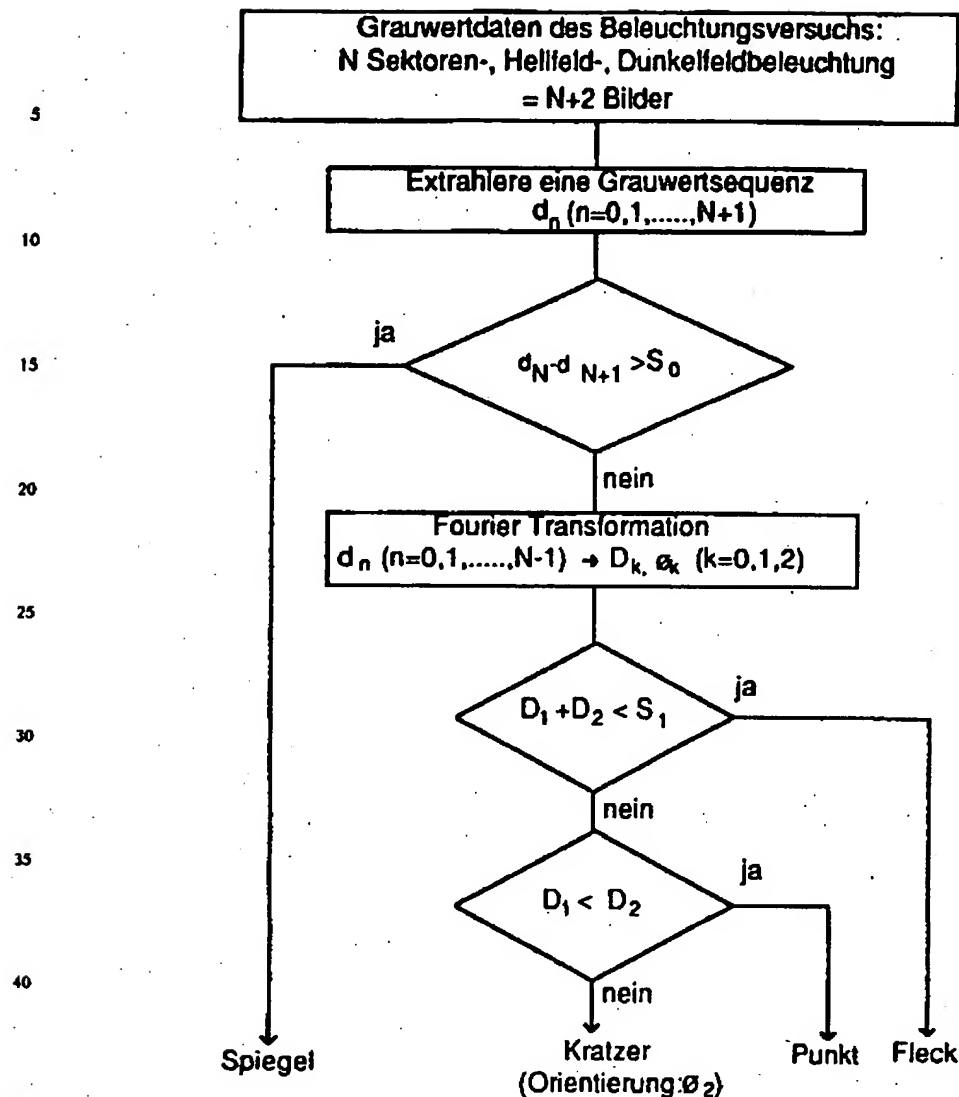 Grauwertdaten des Beleuchtungsversuchs:
N Sektoren-, Hellfeld-, Dunkelfeldbeleuchtung
= N+2 Bilder
5
Extrahiere eine Grauwertsequenz
dₙ (n=0,1,......,N+1)
10
ja
15
d_N-d_N+1 >S₀
nein
20
Fourier Transformation
dₙ (n=0,1,......,N-1) → Dₖ, øₖ (k=0,1,2)
25
ja
D₁ +D₂ < S₁
30
nein
35
ja
D₁ < D₂
40
nein
Spiegel
Kratzer
(Orientierung:ø₂)
Punkt
Fleck